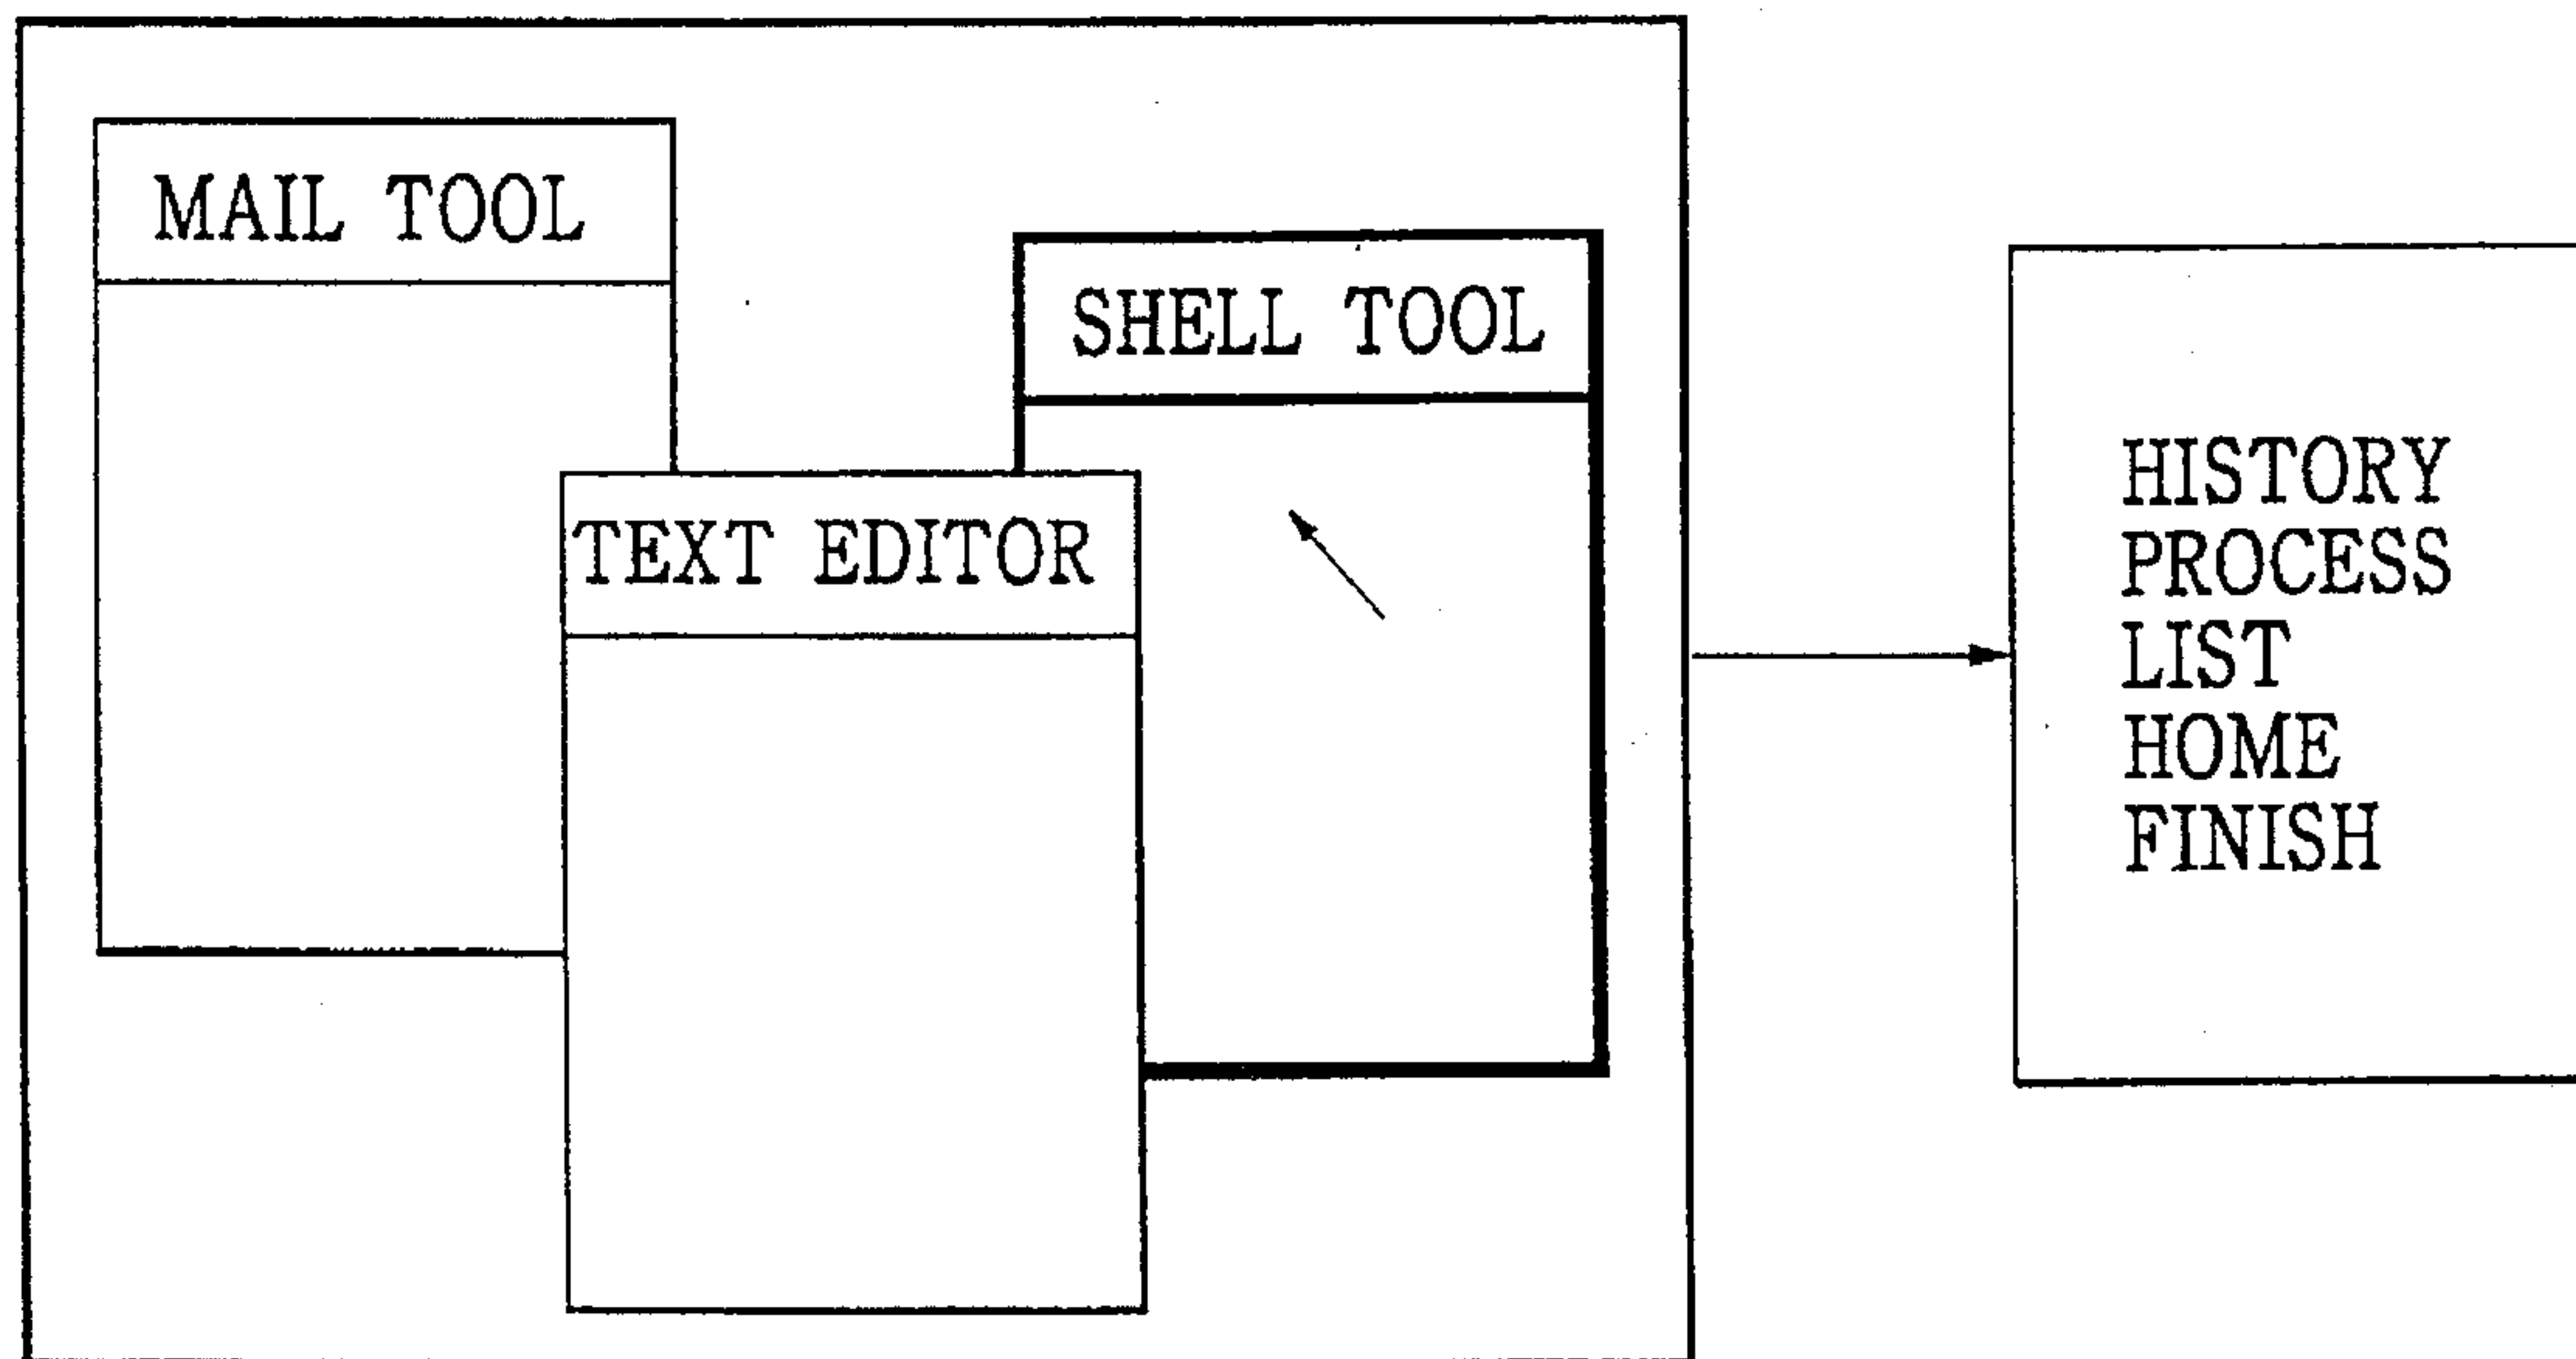 MAIL TOOL
SHELL TOOL
TEXT EDITOR
HISTORY
PROCESS
LIST
HOME
FINISH